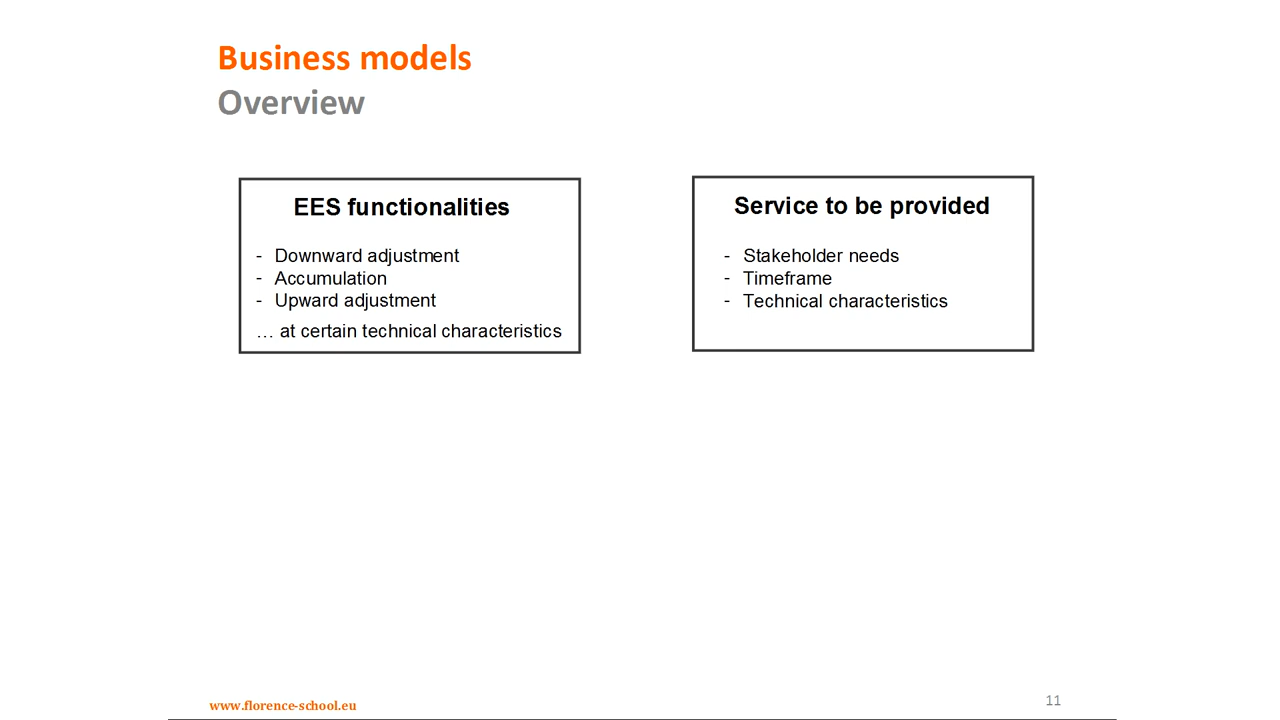 Business models
Overview
EES functionalities
- Downward adjustment
- Accumulation
- Upward adjustment
… at certain technical characteristics
Service to be provided
- Stakeholder needs
- Timeframe
- Technical characteristics
www.florence-school.eu
11